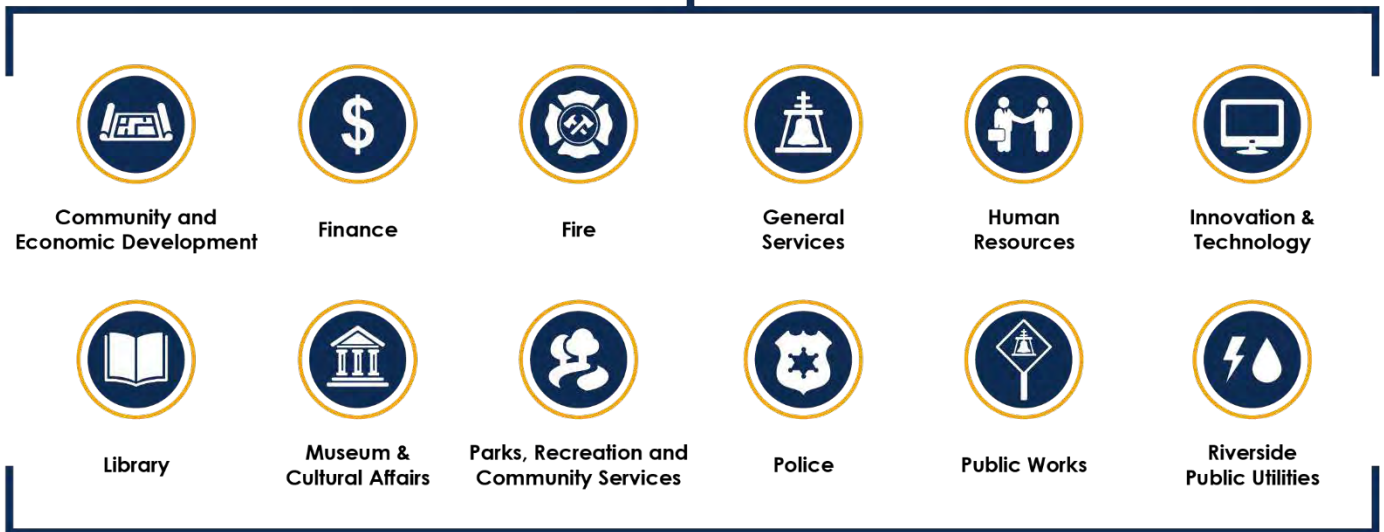 $
Community and
Economic Development
Finance
Fire
General
Services
Human
Resources
Innovation &
Technology
Library
Museum &
Cultural Affairs
Parks, Recreation and
Community Services
Police
Public Works
Riverside
Public Utilities